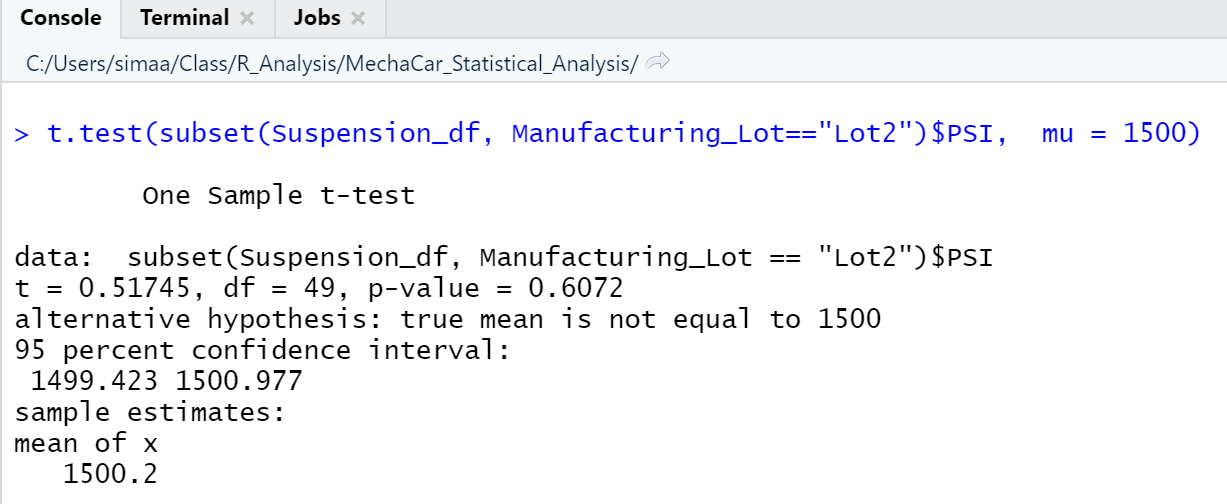 Console Terminal Jobs
C:/Users/simaa/Class/R_Analysis/MechaCar_Statistical_Analysis/
> t.test(subset(Suspension_df, Manufacturing_Lot=="Lot2")$PSI,  mu = 1500)
One Sample t-test
data:  subset(Suspension_df, Manufacturing_Lot == "Lot2")$PSI
t = 0.51745, df = 49, p-value = 0.6072
alternative hypothesis: true mean is not equal to 1500
95 percent confidence interval:
1499.423 1500.977
sample estimates:
mean of x
1500.2